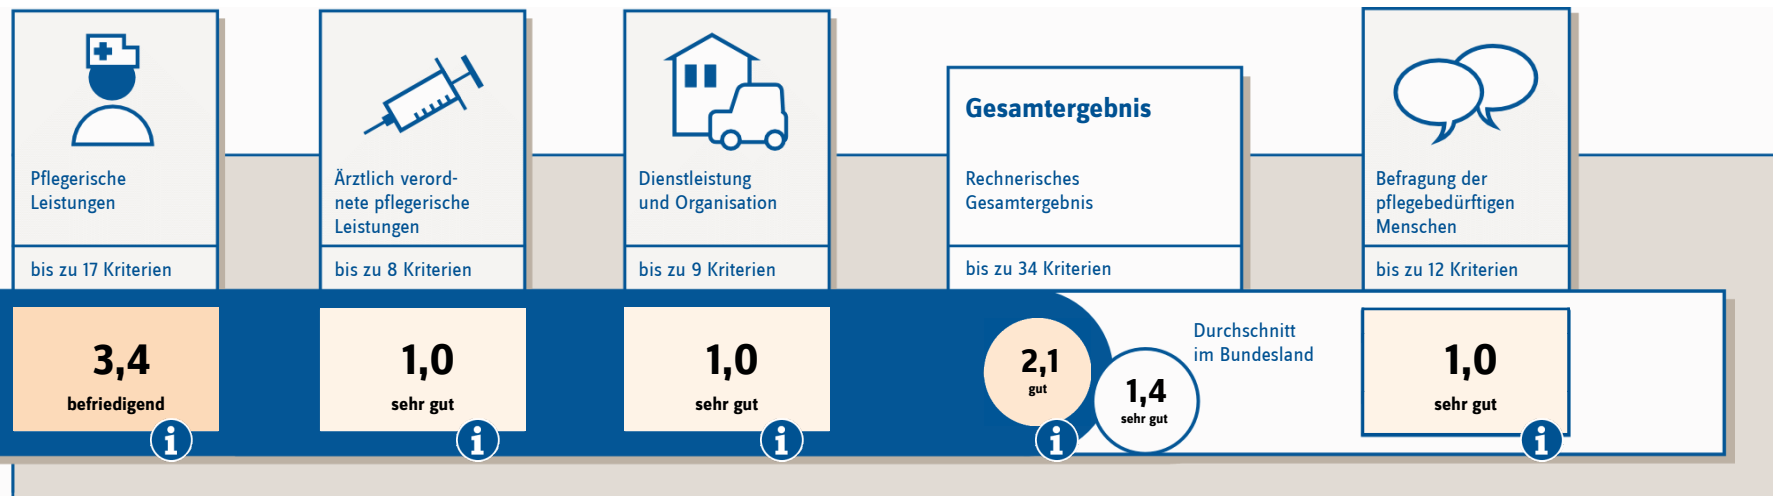 Pflegerische
Leistungen
bis zu 17 Kriterien
3,4
befriedigend
i
Ärztlich verord-
nete pflegerische
Leistungen
bis zu 8 Kriterien
1,0
sehr gut
i
Dienstleistung
und Organisation
bis zu 9 Kriterien
1,0
sehr gut
i
Gesamtergebnis
Rechnerisches
Gesamtergebnis
bis zu 34 Kriterien
2,1
gut
i
Durchschnitt
im Bundesland
1,4
sehr gut
Befragung der
pflegebedürftigen
Menschen
bis zu 12 Kriterien
1,0
sehr gut
i